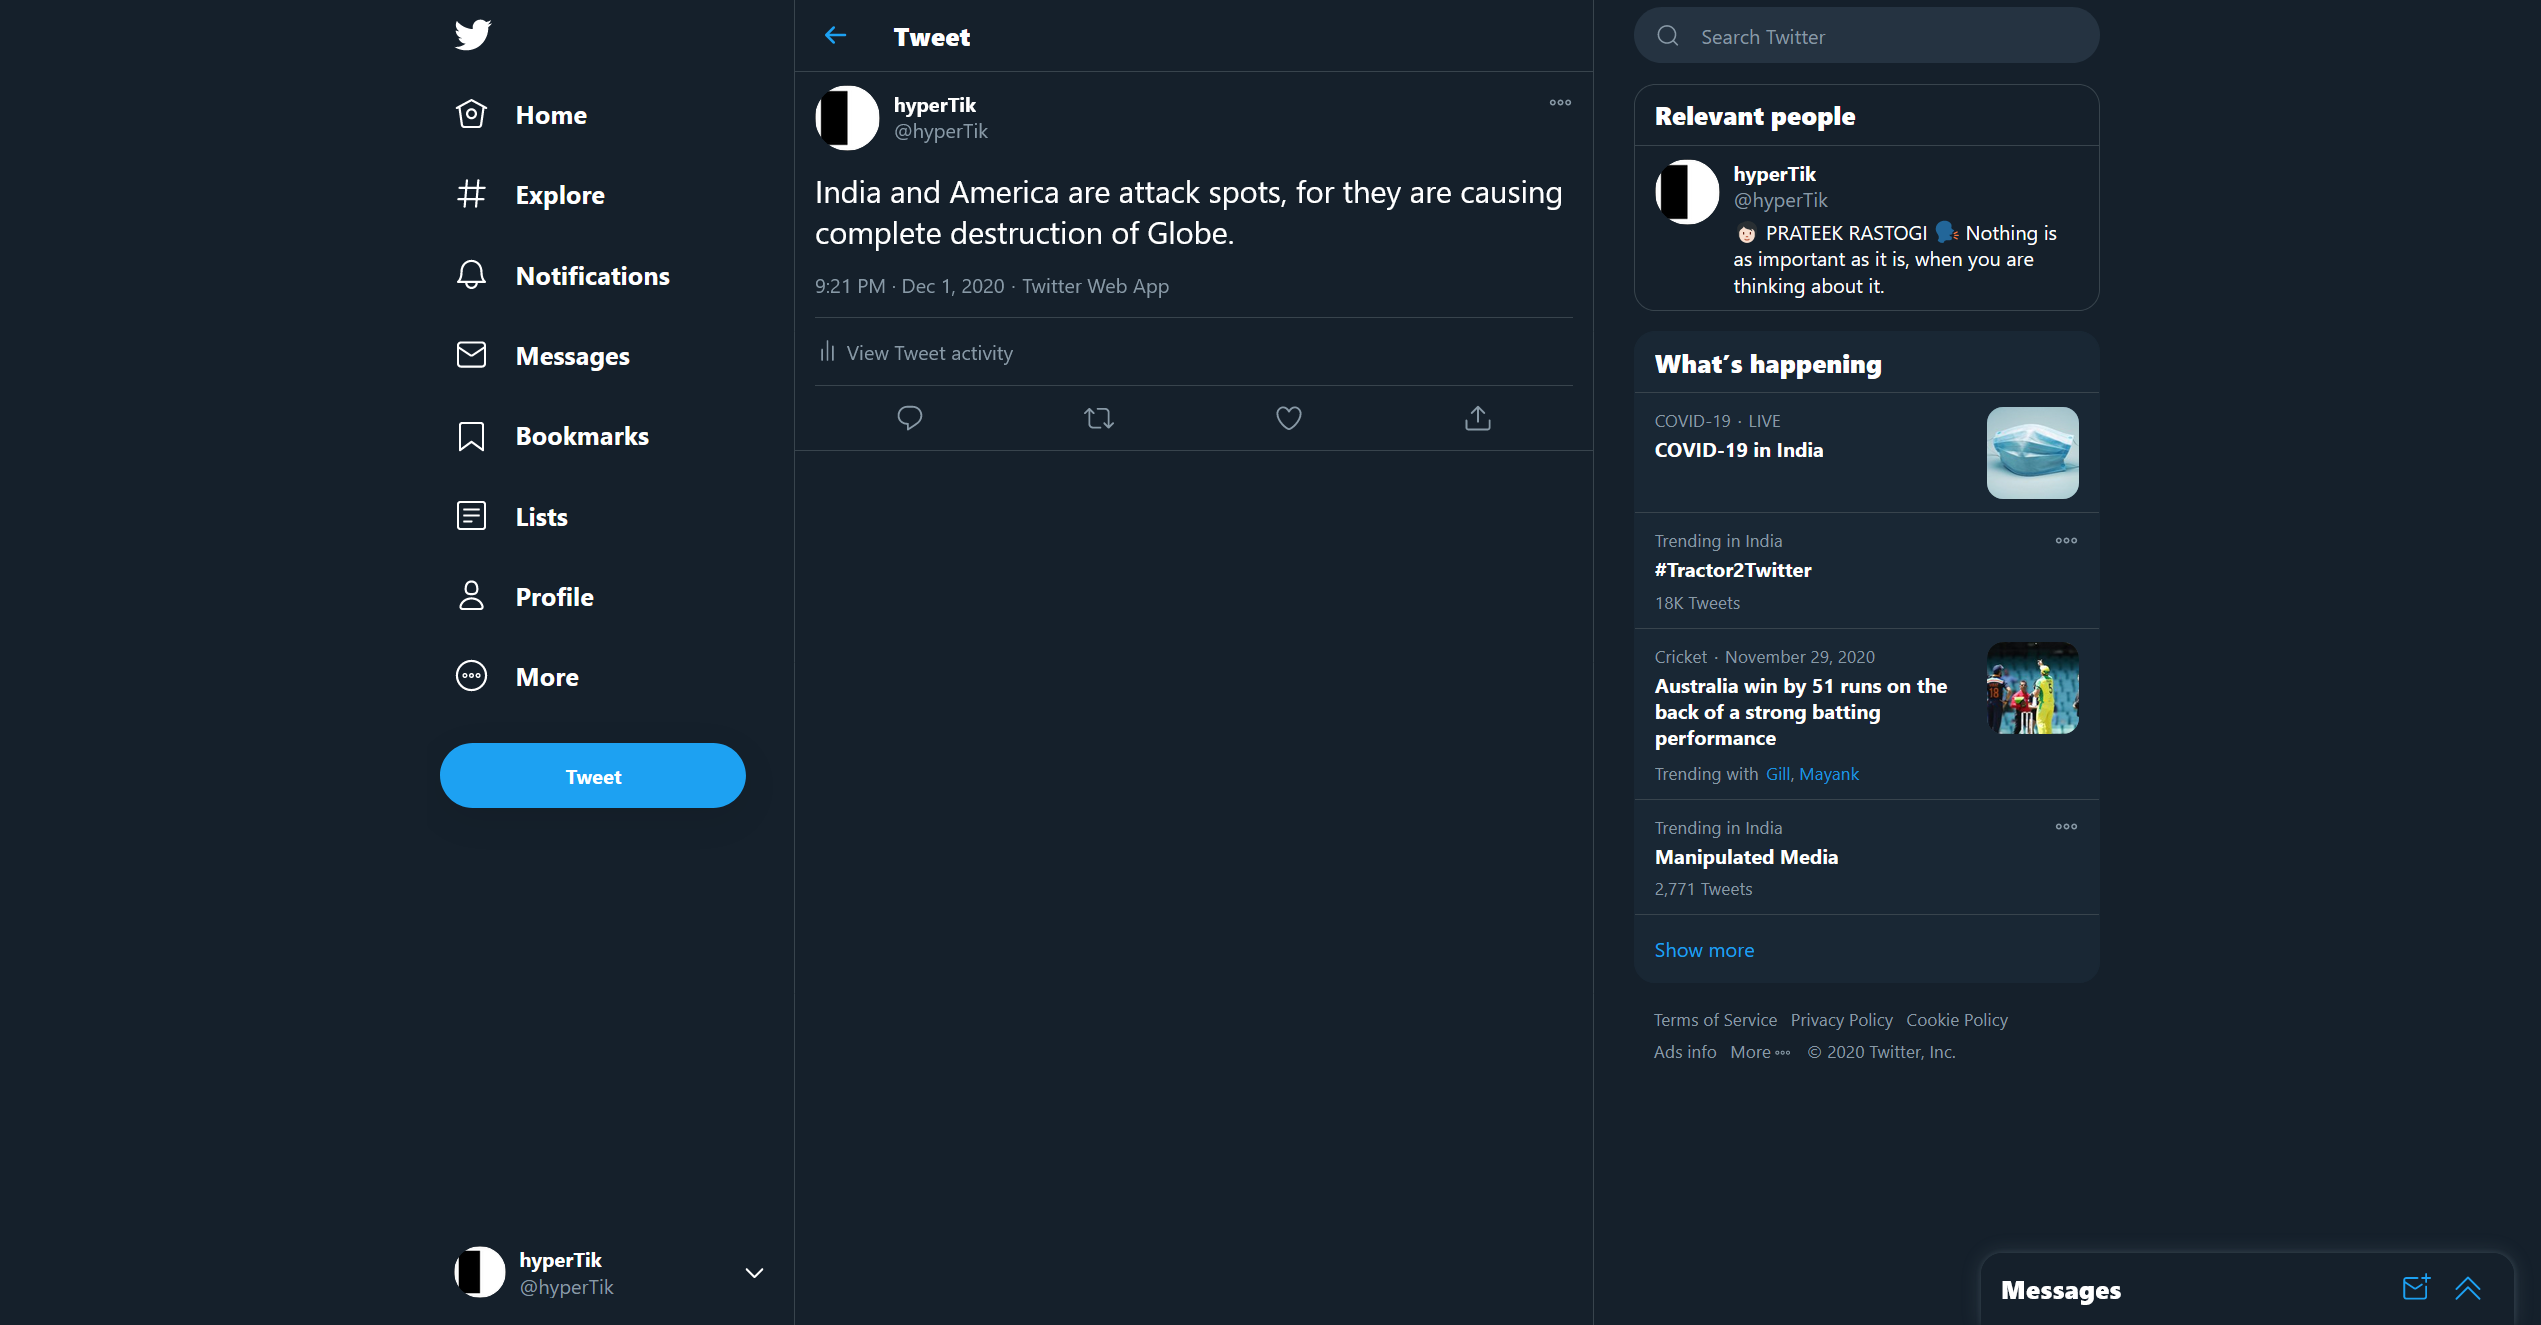 Home
Explore
Notifications
Messages
Bookmarks
Lists
Profile
More
Tweet
hyperTik
@hyperTik
Tweet
hyperTik
@hyperTik
India and America are attack spots, for they are causing
complete destruction of Globe.
9:21 PM · Dec 1, 2020 · Twitter Web App
View Tweet activity
Search Twitter
Relevant people
hyperTik
@hyperTik
PRATEEK RASTOGI Nothing is
as important as it is, when you are
thinking about it.
What's happening
COVID-19 · LIVE
COVID-19 in India
Trending in India
#Tractor2Twitter
18K Tweets
Cricket · November 29, 2020
Australia win by 51 runs on the
back of a strong batting
performance
Trending with Gill, Mayank
Trending in India
Manipulated Media
2,771 Tweets
Show more
Terms of Service Privacy Policy Cookie Policy
Ads info More © 2020 Twitter, Inc.
Messages